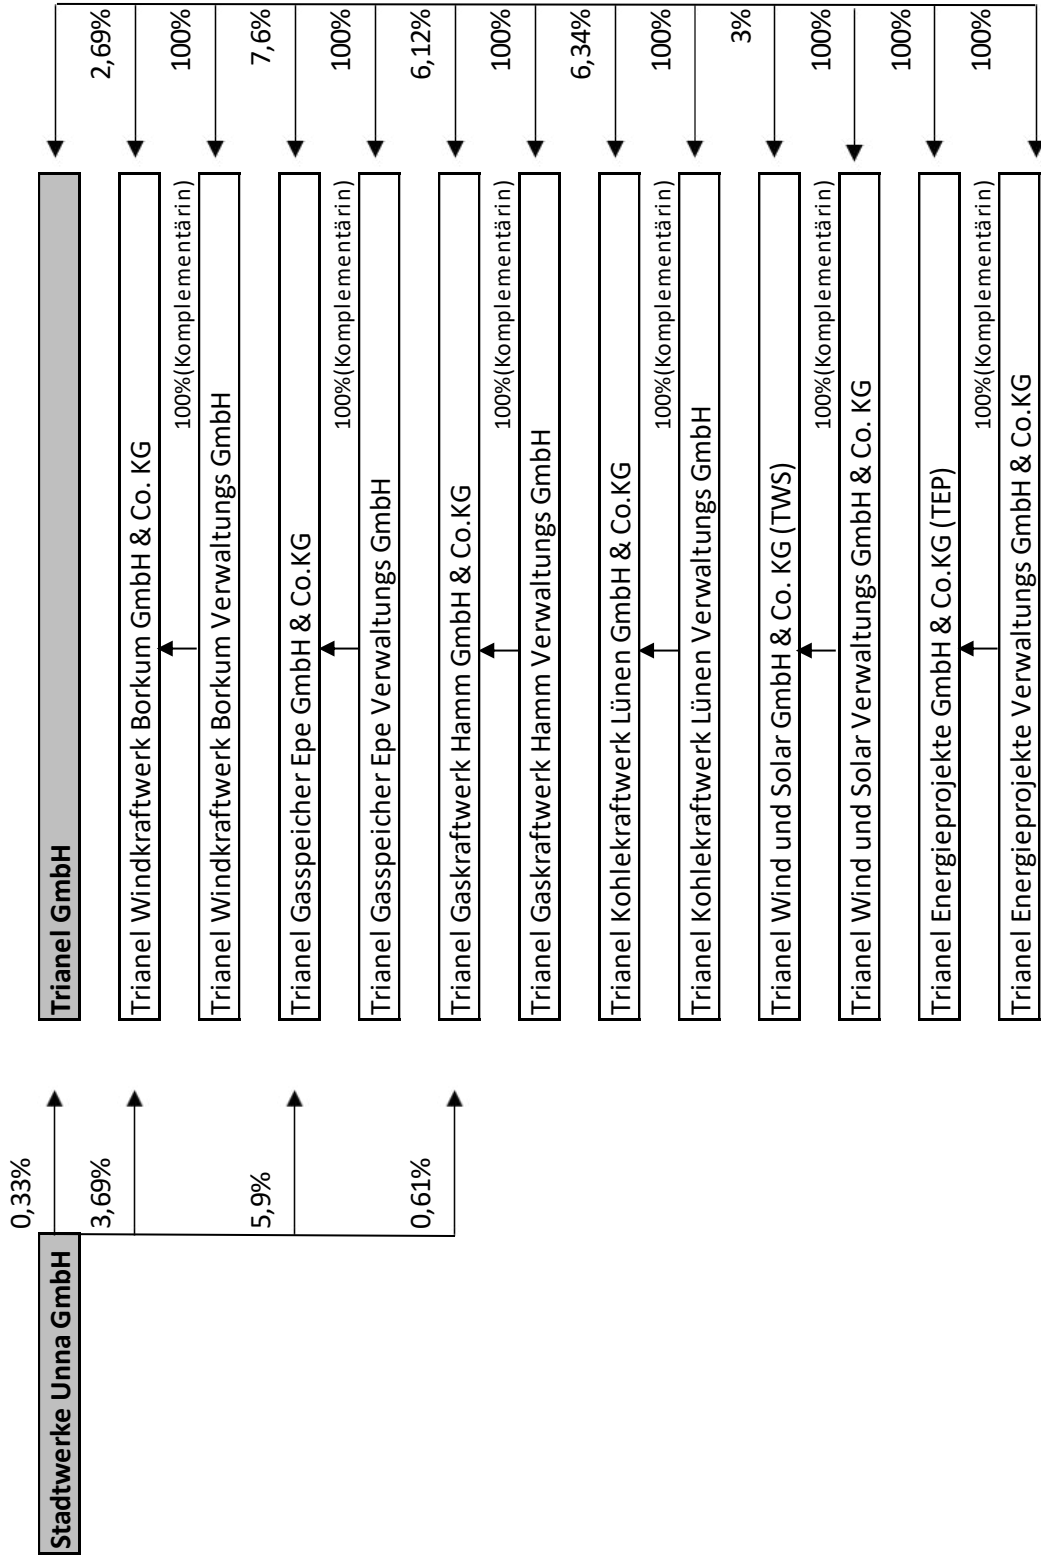 0,33%
Stadtwerke Unna GmbH
Trianel GmbH
3,69%
2,69%
Trianel Windkraftwerk Borkum GmbH & Co. KG
100%(Komplementärin)
100%
Trianel Windkraftwerk Borkum Verwaltungs GmbH
5,9%
7,6%
Trianel Gasspeicher Epe GmbH & Co.KG
100%(Komplementärin)
100%
Trianel Gasspeicher Epe Verwaltungs GmbH
0,61%
6,12%
Trianel Gaskraftwerk Hamm GmbH & Co.KG
100%(Komplementärin)
100%
Trianel Gaskraftwerk Hamm Verwaltungs GmbH
6,34%
Trianel Kohlekraftwerk Lünen GmbH & Co.KG
100%(Komplementärin)
100%
Trianel Kohlekraftwerk Lünen Verwaltungs GmbH
3%
Trianel Wind und Solar GmbH & Co. KG (TWS)
100%(Komplementärin)
100%
Trianel Wind und Solar Verwaltungs GmbH & Co. KG
100%
Trianel Energieprojekte GmbH & Co.KG (TEP)
100%(Komplementärin)
100%
Trianel Energieprojekte Verwaltungs GmbH & Co.KG